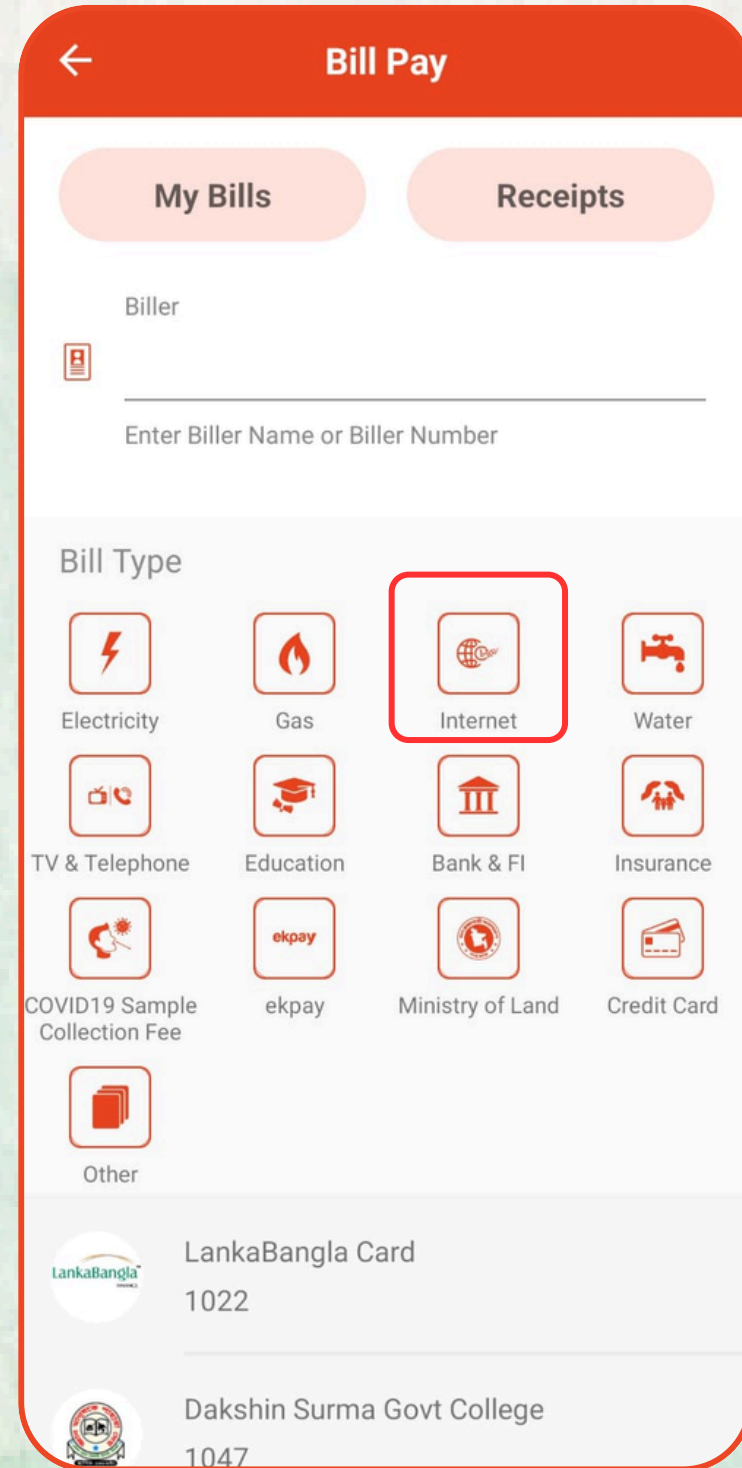 Bill Pay
My Bills
Receipts
Biller
Enter Biller Name or Biller Number
Bill Type
Electricity
Gas
Internet
Water
TV & Telephone
Education
Bank & FI
Insurance
ekpay
COVID19 Sample
Collection Fee
ekpay
Ministry of Land
Credit Card
Other
LankaBangla
LankaBangla Card
1022
Dakshin Surma Govt College
1047